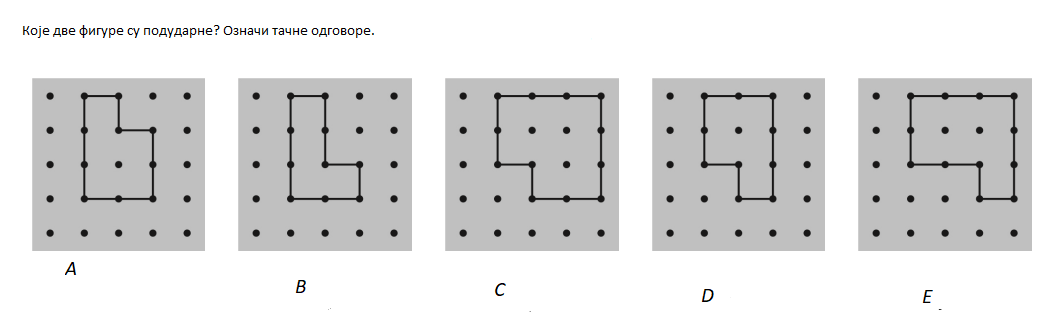 Које две фигуре су подударне? Означи тачне одговоре.
A
B
C
D
E